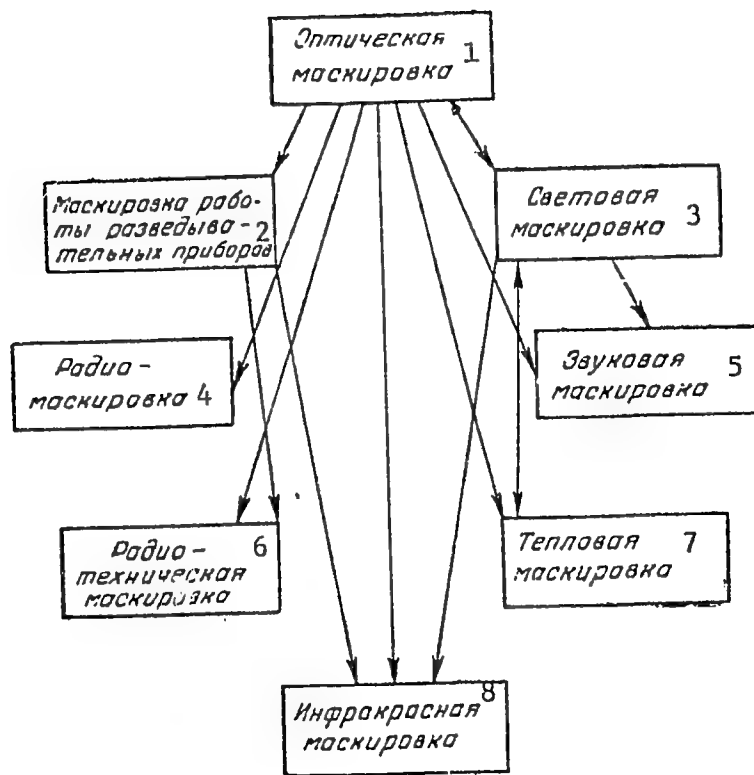 Оптическая 1
маскировка
Маскировка рабо-
ты разведыва- 2
тельных приборов
Световая 3
маскировка
Радио-
маскировка 4
Звуковая 5
маскировка
Радио- 6
техническая
маскировка
Тепловая 7
маскировка
8
Инфракрасная
маскировка